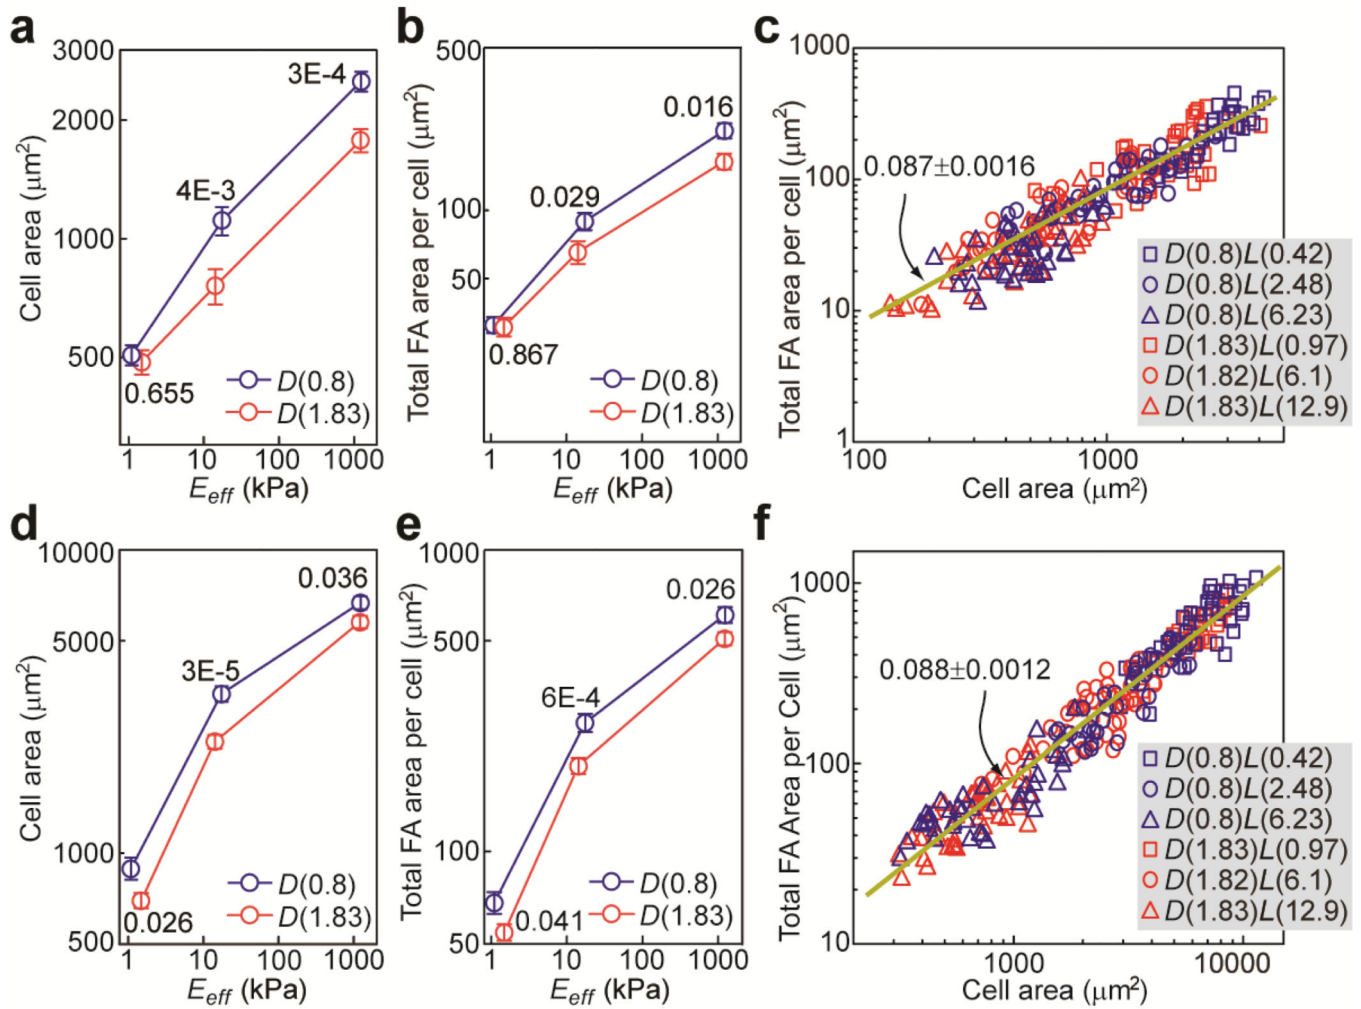 a
3000
2000
1000
500
Cell area (μm²)
3E-4
4E-3
0.655
D(0.8)
D(1.83)
1 10 100 1000
Eeff (kPa)
b
500
100
50
Total FA area per cell (μm²)
0.016
0.029
0.867
D(0.8)
D(1.83)
1 10 100 1000
Eeff (kPa)
c
1000
100
10
1
Total FA area per cell (μm²)
0.087±0.0016
D(0.8)L(0.42)
D(0.8)L(2.48)
D(0.8)L(6.23)
D(1.83)L(0.97)
D(1.82)L(6.1)
D(1.83)L(12.9)
100 1000
Cell area (μm²)
d
10000
5000
1000
500
Cell area (μm²)
0.036
3E-5
0.026
D(0.8)
D(1.83)
1 10 100 1000
Eeff (kPa)
e
1000
500
100
50
Total FA area per cell (μm²)
0.026
6E-4
0.041
D(0.8)
D(1.83)
1 10 100 1000
Eeff (kPa)
f
1000
100
10
Total FA Area per Cell (μm²)
0.088±0.0012
D(0.8)L(0.42)
D(0.8)L(2.48)
D(0.8)L(6.23)
D(1.83)L(0.97)
D(1.82)L(6.1)
D(1.83)L(12.9)
1000 10000
Cell area (μm²)